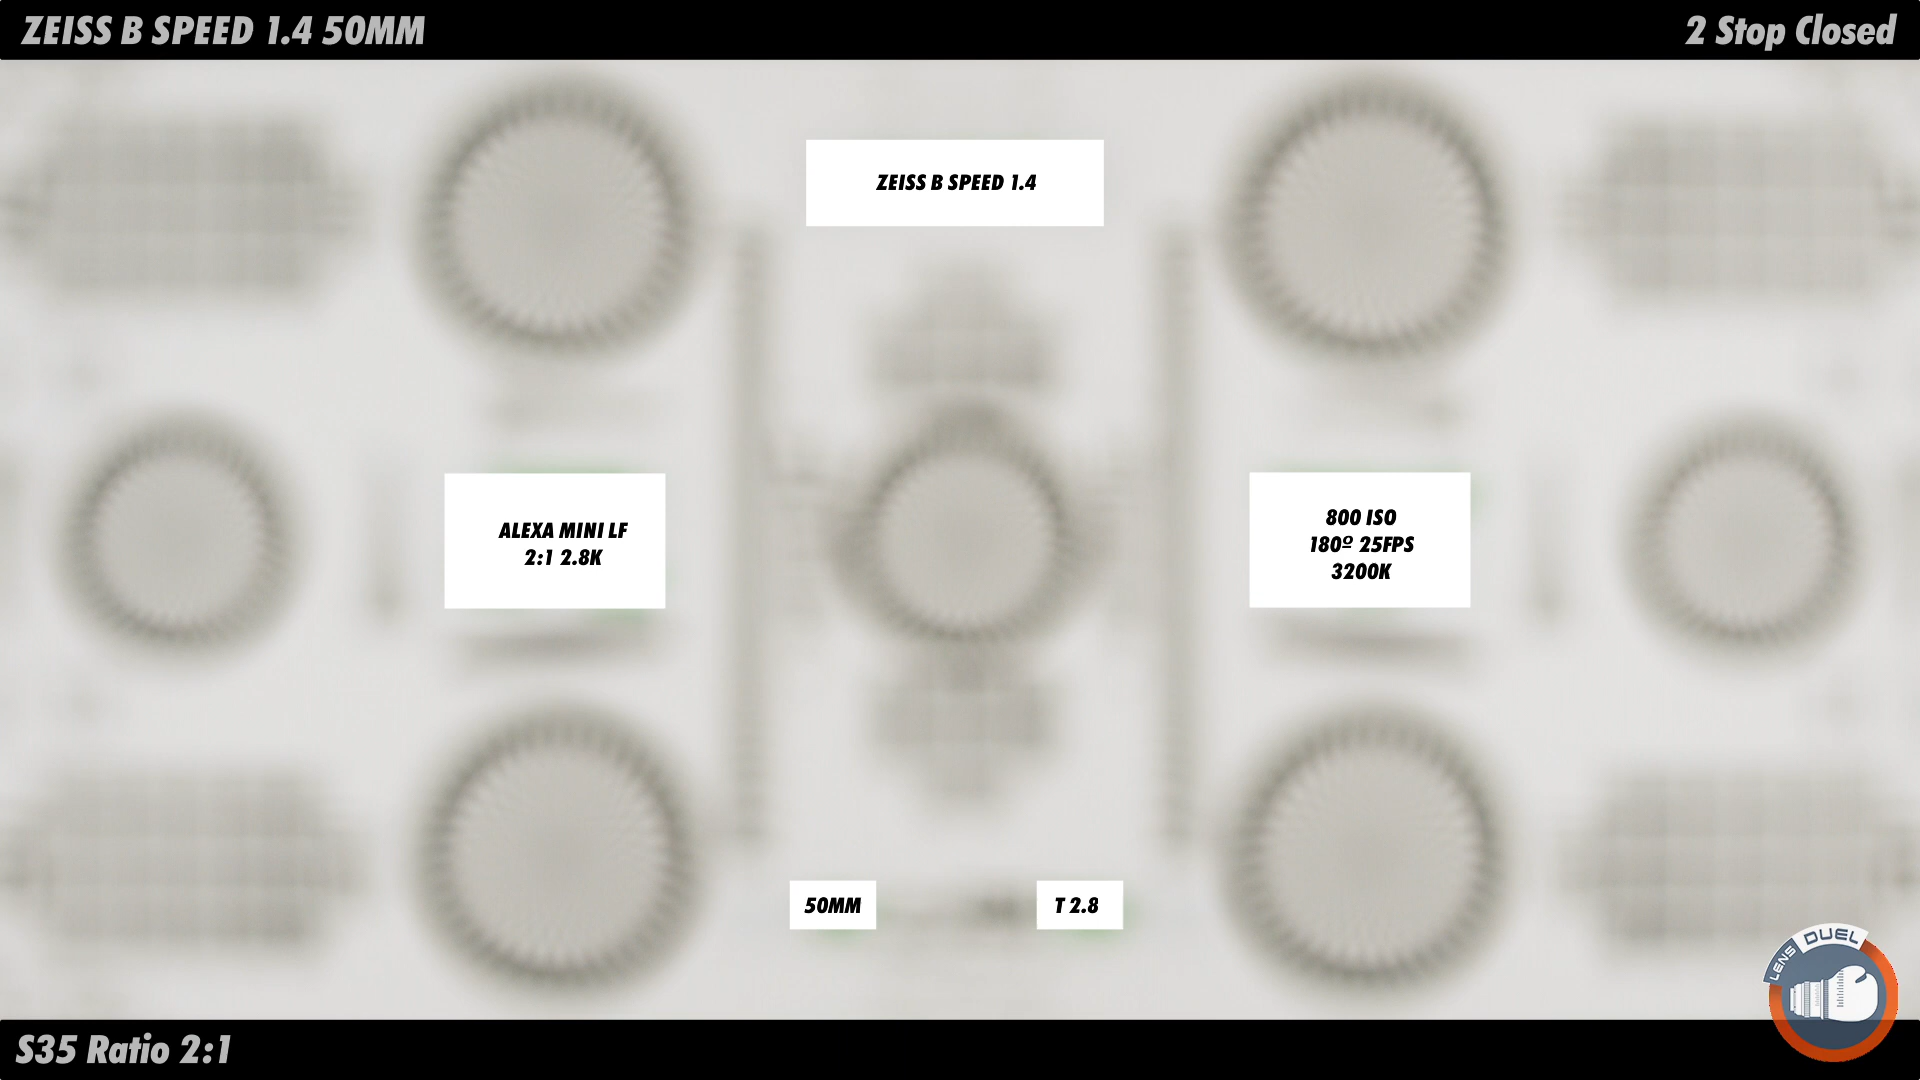 ZEISS B SPEED 1.4 50MM
2 Stop Closed
ZEISS B SPEED 1.4
ALEXA MINI LF
2:1 2.8K
800 ISO
180º 25FPS
3200K
50MM
T 2.8
LENS DUEL
S35 Ratio 2:1